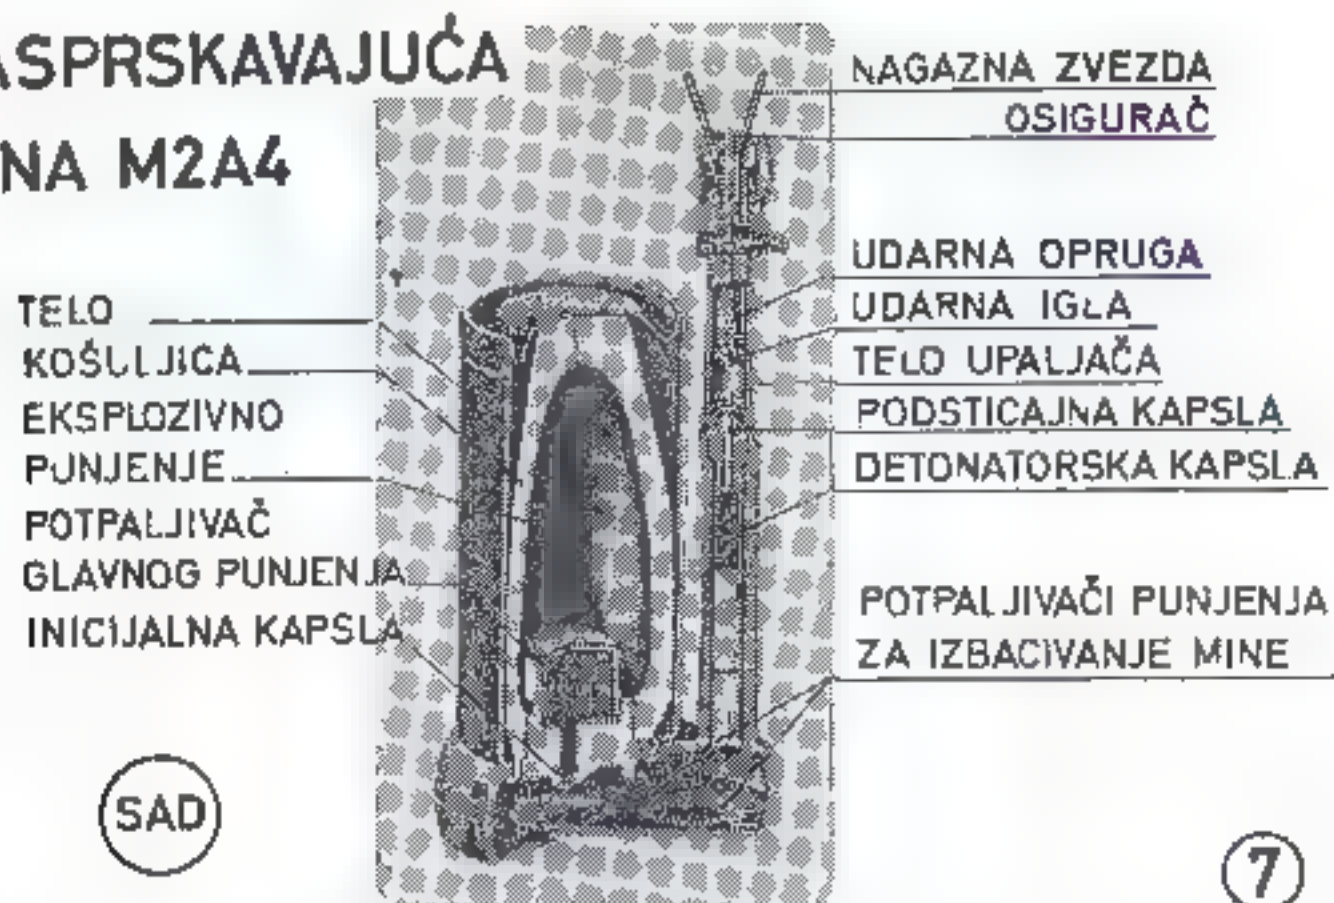 ASPRSKAVAJUĆA
NA M2A4
TELO
KOŠULJICA
EKSPLOZIVNO
PUNJENJE
POTPALJIVAČ
GLAVNOG PUNJENJA
INICIJALNA KAPSLA
SAD
NAGAZNA ZVEZDA
OSIGURAČ
UDARNA OPRUGA
UDARNA IGLA
TELO UPALJAČA
PODSTICAJNA KAPSLA
DETONATORSKA KAPSLA
POTPALJIVAČI PUNJENJA
ZA IZBACIVANJE MINE
7